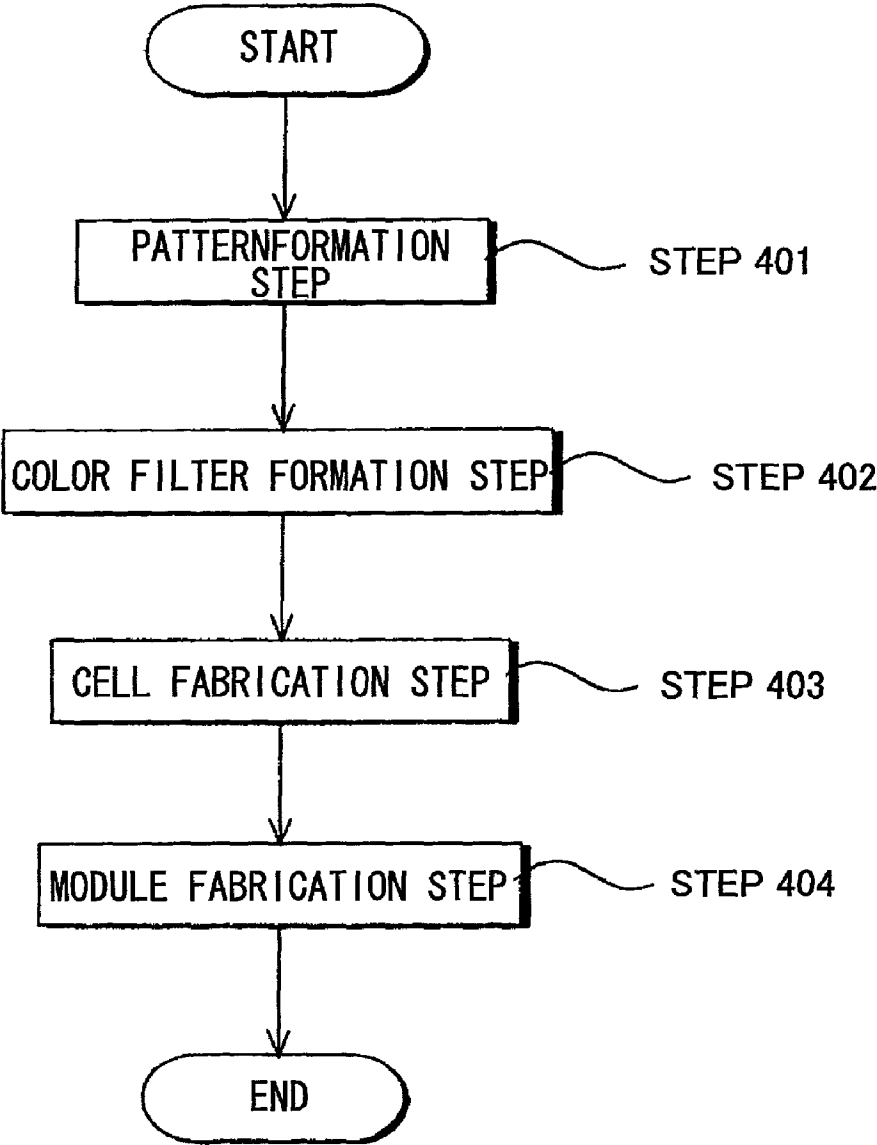 START
PATTERNFORMATION
STEP
STEP 401
COLOR FILTER FORMATION STEP
STEP 402
CELL FABRICATION STEP
STEP 403
MODULE FABRICATION STEP
STEP 404
END